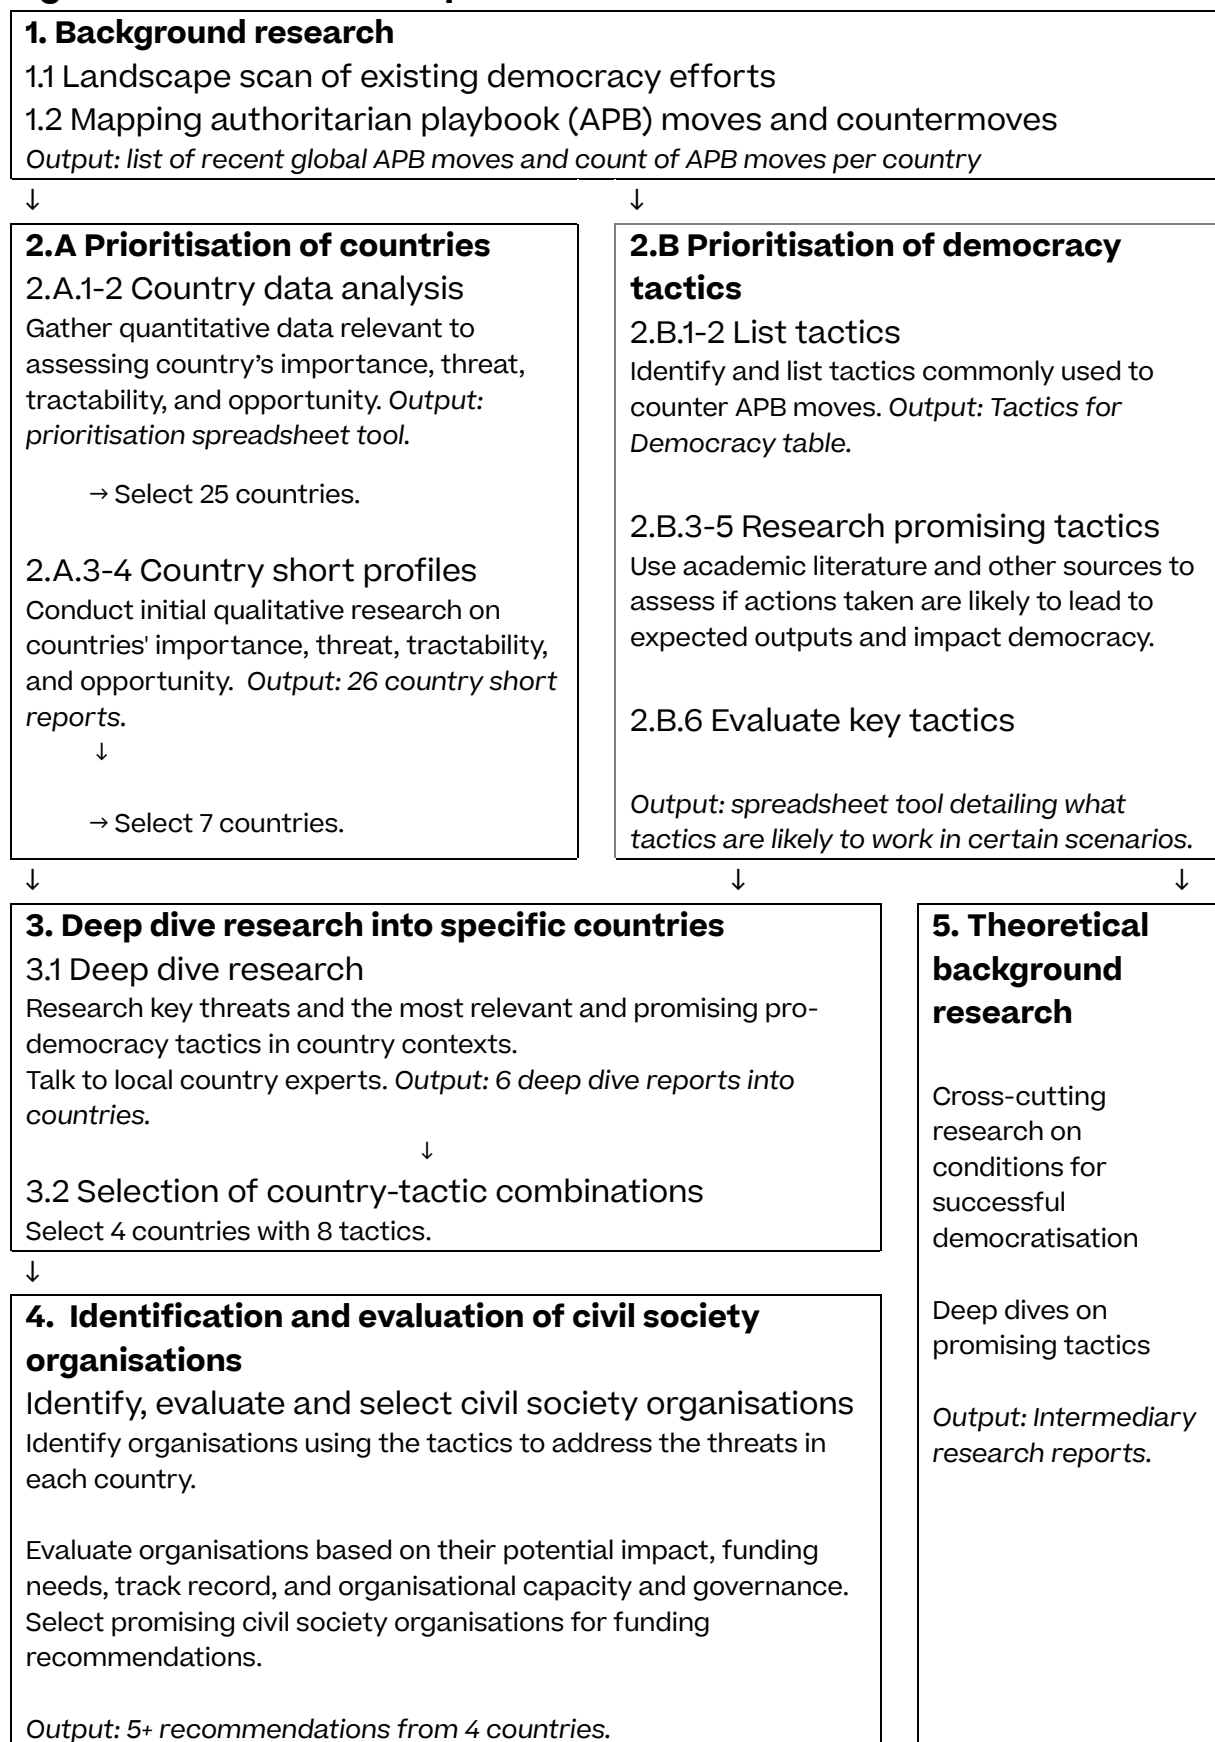 1. Background research
1.1 Landscape scan of existing democracy efforts
1.2 Mapping authoritarian playbook (APB) moves and countermoves
Output: list of recent global APB moves and count of APB moves per country
↓
↓
2.A Prioritisation of countries
2.A.1-2 Country data analysis
Gather quantitative data relevant to
assessing country’s importance, threat,
tractability, and opportunity. Output:
prioritisation spreadsheet tool.
→ Select 25 countries.
2.A.3-4 Country short profiles
Conduct initial qualitative research on
countries' importance, threat, tractability,
and opportunity. Output: 26 country short
reports.
↓
→ Select 7 countries.
2.B Prioritisation of democracy
tactics
2.B.1-2 List tactics
Identify and list tactics commonly used to
counter APB moves. Output: Tactics for
Democracy table.
2.B.3-5 Research promising tactics
Use academic literature and other sources to
assess if actions taken are likely to lead to
expected outputs and impact democracy.
2.B.6 Evaluate key tactics
Output: spreadsheet tool detailing what
tactics are likely to work in certain scenarios.
↓
↓
↓
3. Deep dive research into specific countries
3.1 Deep dive research
Research key threats and the most relevant and promising pro-
democracy tactics in country contexts.
Talk to local country experts. Output: 6 deep dive reports into
countries.
↓
3.2 Selection of country-tactic combinations
Select 4 countries with 8 tactics.
↓
4. Identification and evaluation of civil society
organisations
Identify, evaluate and select civil society organisations
Identify organisations using the tactics to address the threats in
each country.
Evaluate organisations based on their potential impact, funding
needs, track record, and organisational capacity and governance.
Select promising civil society organisations for funding
recommendations.
Output: 5+ recommendations from 4 countries.
5. Theoretical
background
research
Cross-cutting
research on
conditions for
successful
democratisation
Deep dives on
promising tactics
Output: Intermediary
research reports.